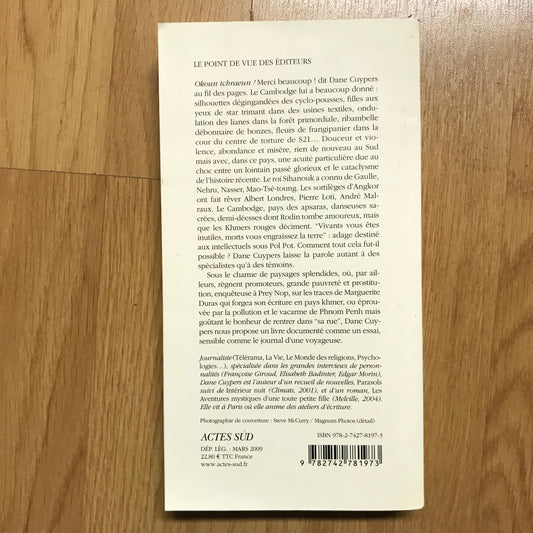 LE POINT DE VUE DES ÉDITEURS
Okoun tchraeun ! Merci beaucoup ! dit Dane Cuypers
au fil des pages. Le Cambodge lui a beaucoup donné :
silhouettes dégingandées des cyclo-pousses, filles aux
yeux de star trimant dans des usines textiles, ondu-
lation des lianes dans la forêt primordiale, ribambelle
débonnaire de bonzes, fleurs de frangipanier dans la
cour du centre de torture de S21… Douceur et vio-
lence, abondance et misère, rien de nouveau au Sud
mais avec, dans ce pays, une acuité particulière due au
choc entre un lointain passé glorieux et le cataclysme
de l'histoire récente. Le roi Sihanouk a connu de Gaulle,
Nehru, Nasser, Mao-Tsé-toung. Les sortilèges d'Angkor
ont fait rêver Albert Londres, Pierre Loti, André Mal-
raux. Le Cambodge, pays des apsaras, danseuses sa-
crées, demi-déesses dont Rodin tombe amoureux, mais
que les Khmers rouges déciment. "Vivants vous êtes
inutiles, morts vous engraissez la terre" : adage destiné
aux intellectuels sous Pol Pot. Comment tout cela fut-il
possible ? Dane Cuypers laisse la parole autant à des
spécialistes qu'à des témoins.
Sous le charme de paysages splendides, où, par ail-
leurs, règnent promoteurs, grande pauvreté et prostitu-
tion, enquêteuse à Prey Nop, sur les traces de Marguerite
Duras qui forgea son écriture en pays khmer, ou éprou-
vée par la pollution et le vacarme de Phnom Penh mais
goûtant le bonheur de rentrer dans "sa rue", Dane Cuy-
pers nous propose un livre documenté comme un essai,
sensible comme le journal d'une voyageuse.
Journaliste (Télérama, La Vie, Le Monde des religions, Psycho-
logies…), spécialisée dans les grandes interviews de person-
nalités (Françoise Giroud, Elisabeth Badinter, Edgar Morin),
Dane Cuypers est l'auteur d'un recueil de nouvelles, Parasols
suivi de Intérieur nuit (Climats, 2001), et d'un roman, Les
Aventures mystiques d'une toute petite fille (Melville, 2004).
Elle vit à Paris où elle anime des ateliers d'écriture.
Photographie de couverture : Steve McCurry / Magnum Photos (détail)
ACTES SUD
DÉP. LÉG. : MARS 2009
22,80 € TTC France
www.actes-sud.fr
ISBN 978-2-7427-8197-3
9 782742 781973